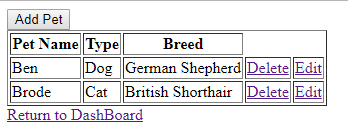 Add Pet
Pet Name Type Breed
Ben Dog German Shepherd Delete Edit
Brode Cat British Shorthair Delete Edit
Return to DashBoard